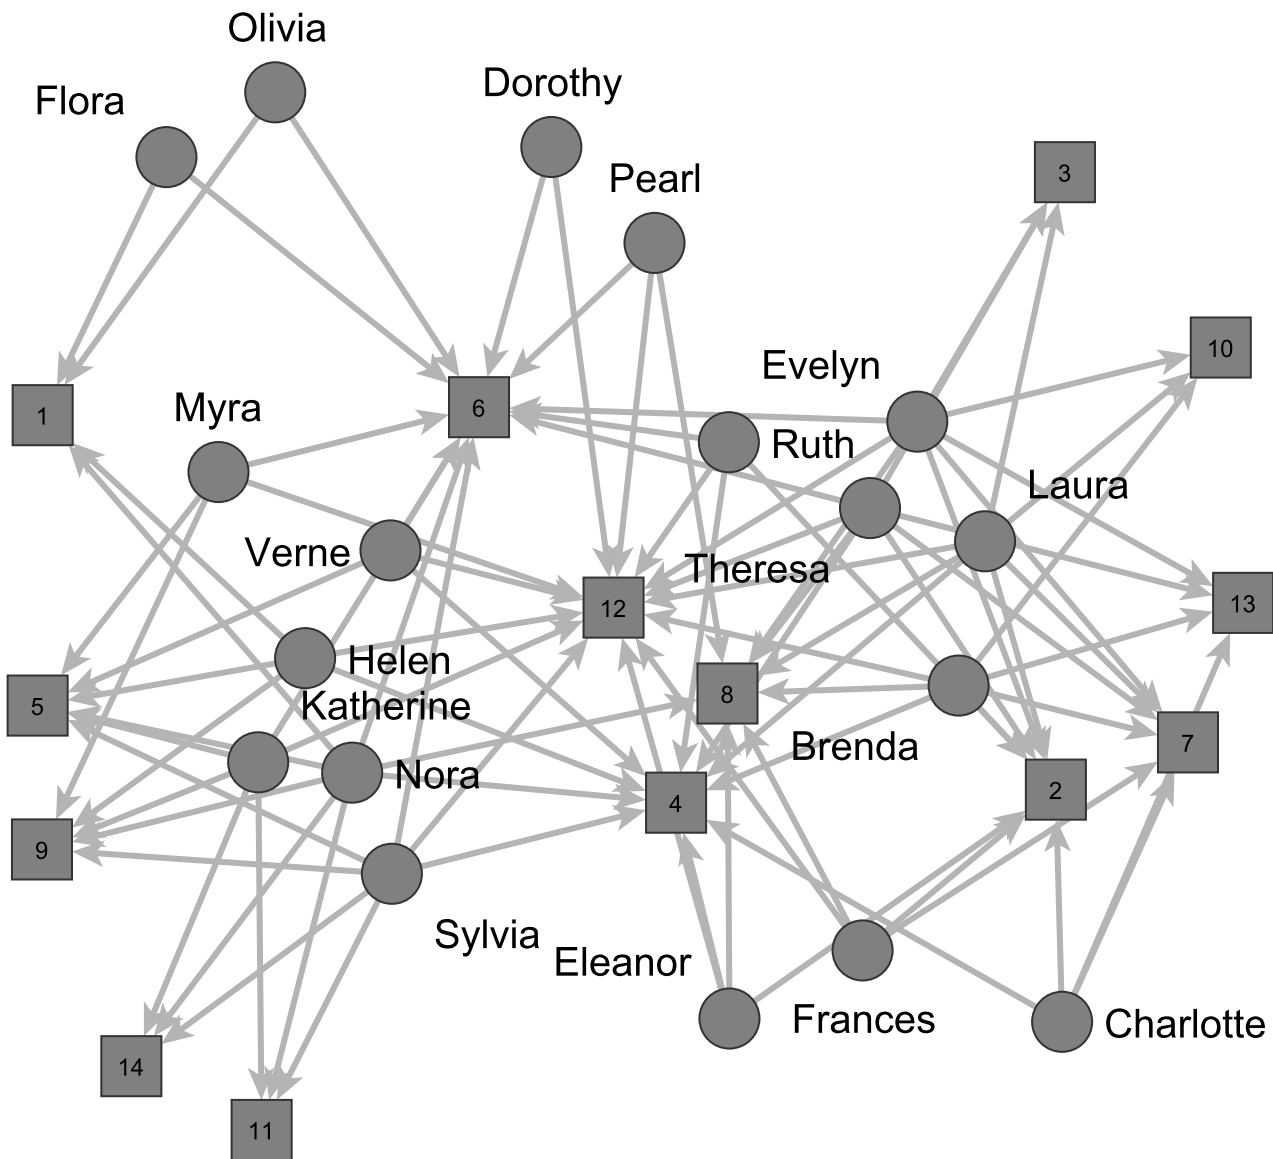 Olivia
Flora
Dorothy
Pearl
3
10
Evelyn
Myra
1
6
Ruth
Laura
Verne
Theresa
12
13
Helen
8
5
Katherine
7
Brenda
Nora
2
4
9
Sylvia
Eleanor
Frances
Charlotte
14
11